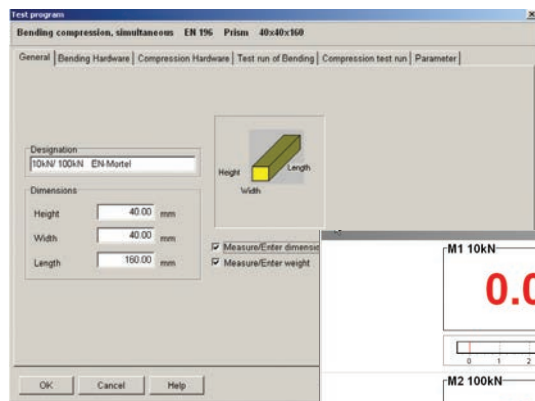 Test program
Bending compression, simultaneous EN 196 Prism 40x40x160
General Bending Hardware Compression Hardware Test run of Bending Compression test run Parameter
Designation
10kN/ 100kN EN-Mortel
Dimensions
Height 40.00 mm
Width 40.00 mm
Length 160.00 mm
Height
Length
Width
Measure/Enter dimensic
Measure/Enter weight
M1 10kN
0.0
0 1 2
M2 100kN
OK Cancel Help